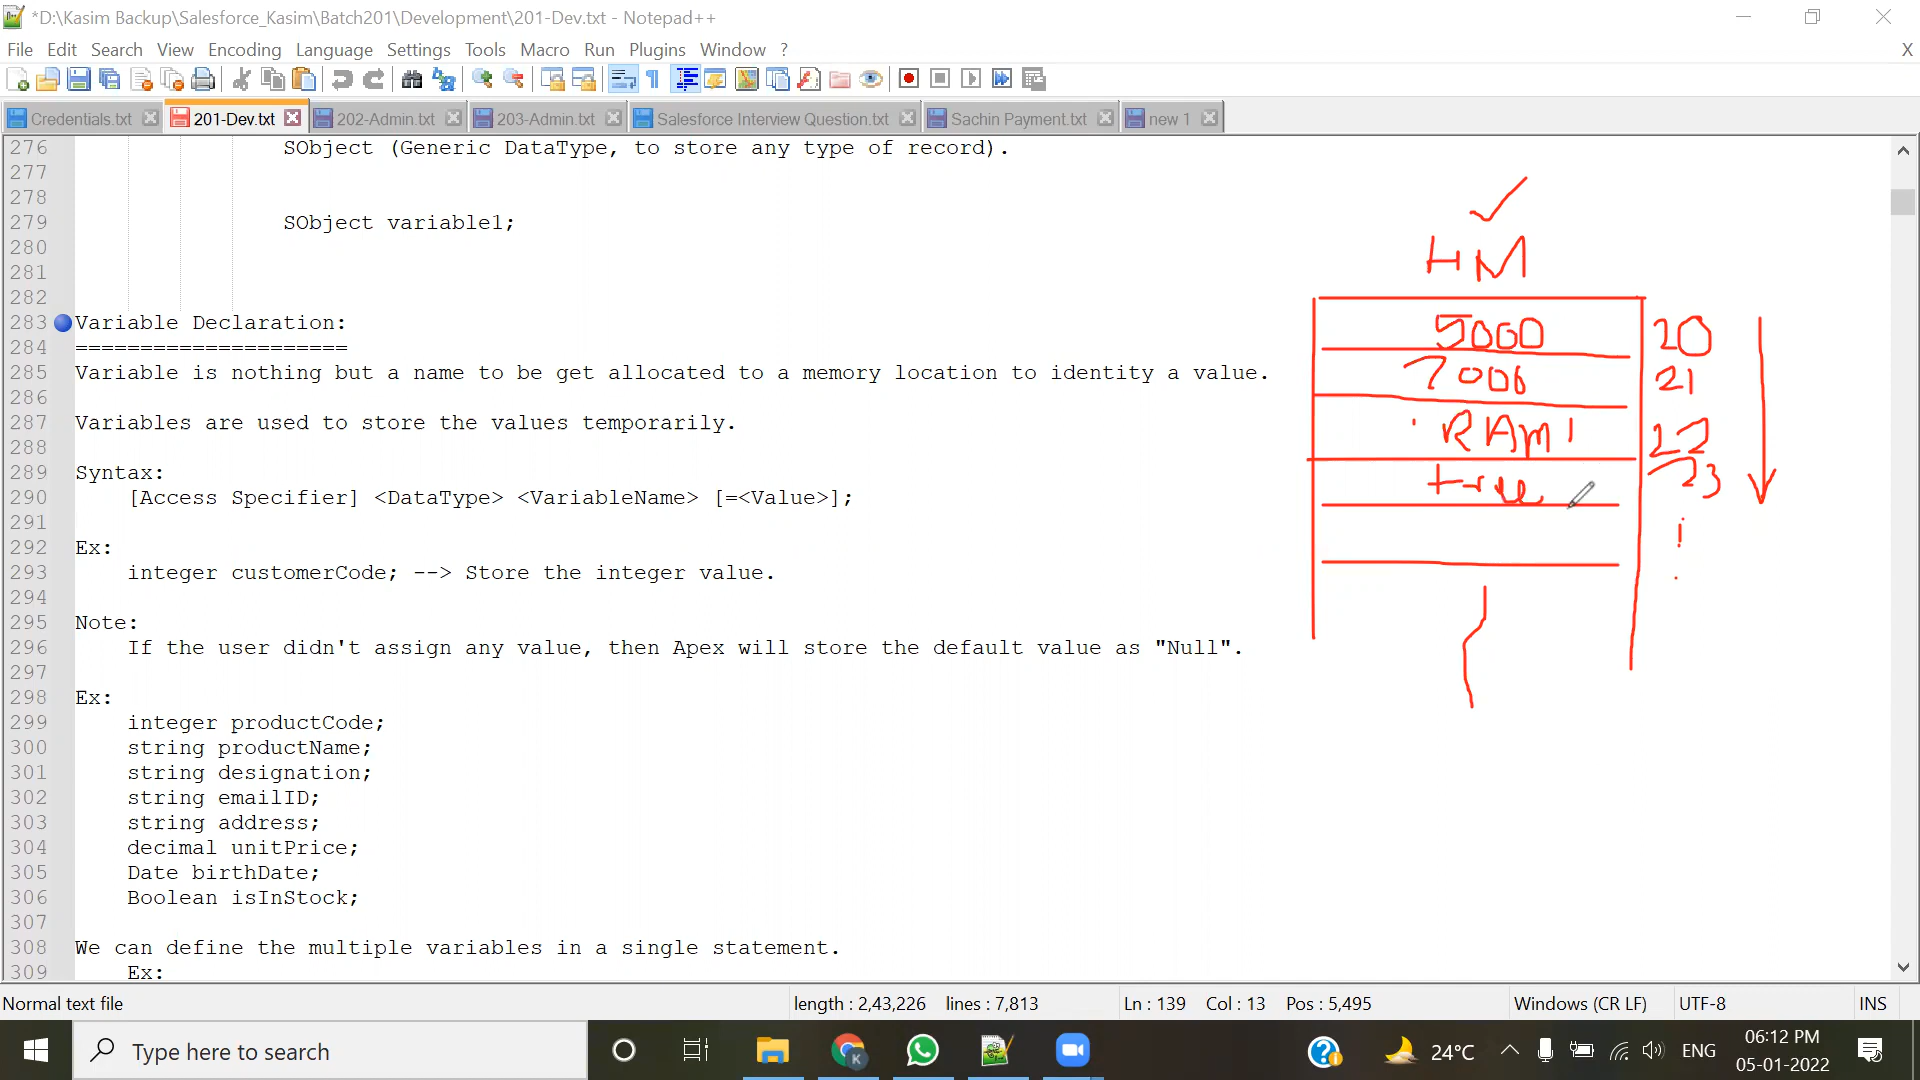 *D:\Kasim Backup\Salesforce_Kasim\Batch201\Development\201-Dev.txt - Notepad++
File Edit Search View Encoding Language Settings Tools Macro Run Plugins Window ? X
Credentials.txt 201-Dev.txt 202-Admin.txt 203-Admin.txt Salesforce Interview Question.txt Sachin Payment.txt new 1
276 SObject (Generic DataType, to store any type of record).
277
278
279 SObject variable1;
280
281
282
283 Variable Declaration:
284 =====================
285 Variable is nothing but a name to be get allocated to a memory location to identity a value.
286
287 Variables are used to store the values temporarily.
288
289 Syntax:
290 [Access Specifier] <DataType> <VariableName> [=<Value>];
291
292 Ex:
293 integer customerCode; --> Store the integer value.
294
295 Note:
296 If the user didn't assign any value, then Apex will store the default value as "Null".
297
298 Ex:
299 integer productCode;
300 string productName;
301 string designation;
302 string emailID;
303 string address;
304 decimal unitPrice;
305 Date birthDate;
306 Boolean isInStock;
307
308 We can define the multiple variables in a single statement.
309 Ex:
HM
5000 20
7000 21
'RAm' 22
true 23
Normal text file length : 2,43,226 lines : 7,813 Ln : 139 Col : 13 Pos : 5,495 Windows (CR LF) UTF-8 INS
Type here to search
24°C ENG
06:12 PM
05-01-2022